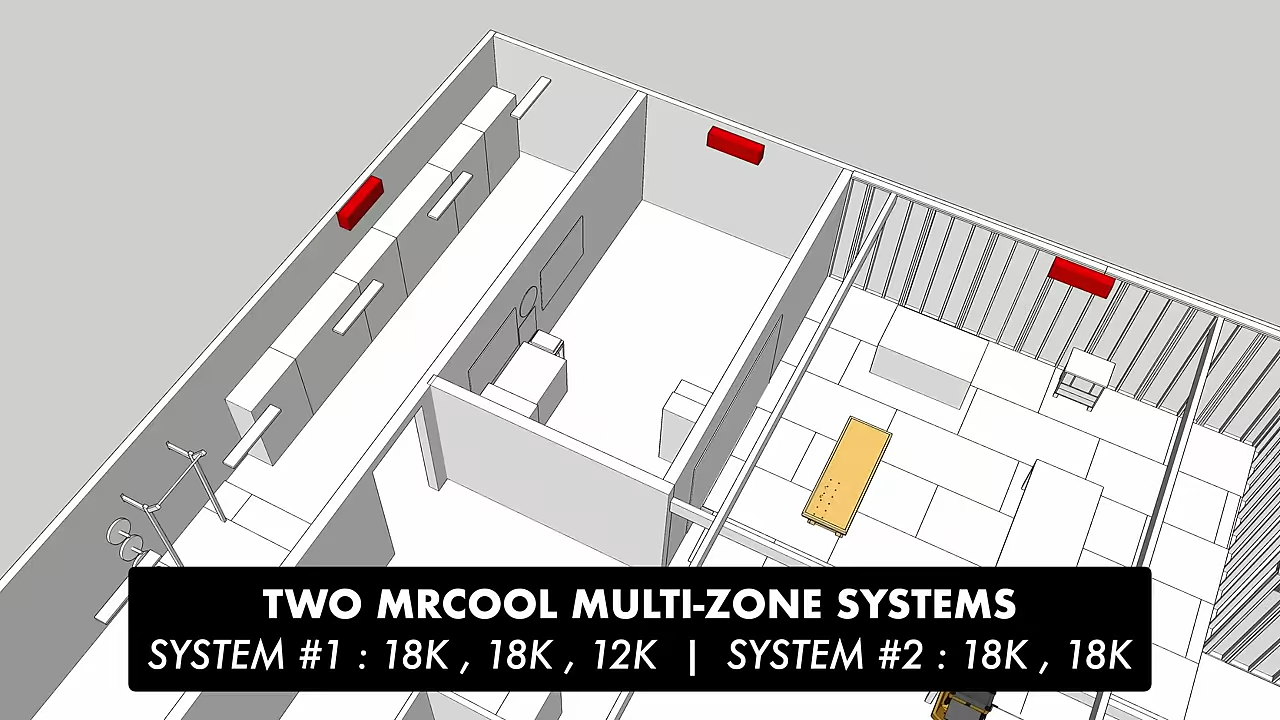 TWO MRCOOL MULTI-ZONE SYSTEMS
SYSTEM #1 : 18K , 18K , 12K | SYSTEM #2 : 18K , 18K